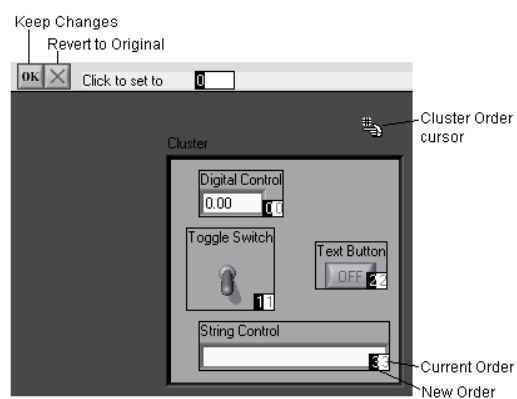 Keep Changes
Revert to Original
OK
Click to set to 0
Cluster Order
cursor
Cluster
Digital Control
0.00
0 0
Toggle Switch
1 1
Text Button
OFF
2 2
String Control
3 3
Current Order
New Order